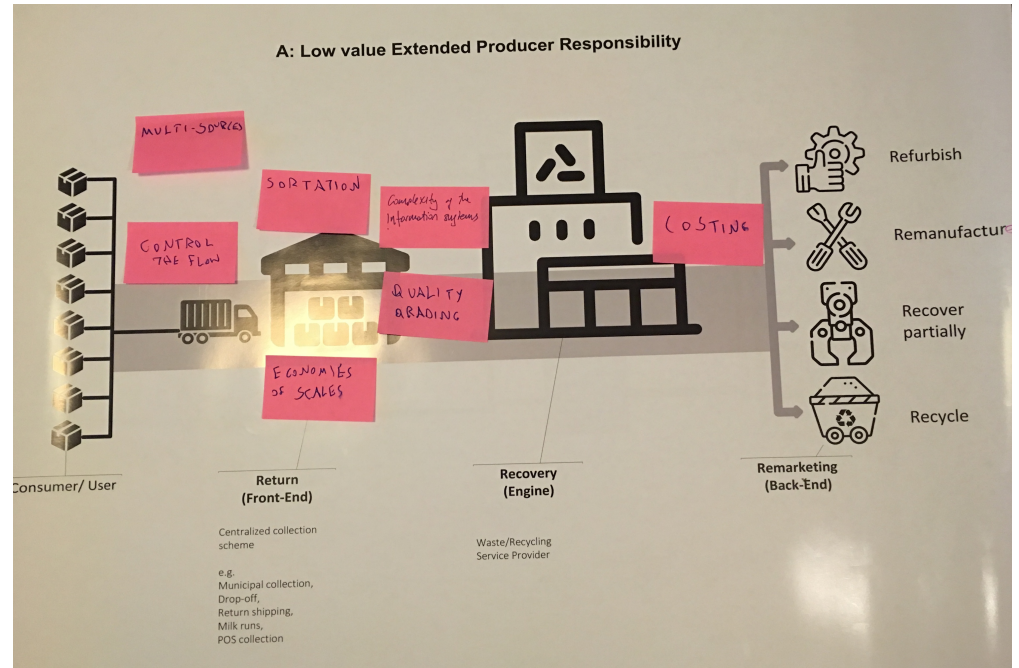 A: Low value Extended Producer Responsibility
MULTI-SOURCES
SORTATION
Complexity of the
Information systems
CONTROL
THE FLOW
COSTING
QUALITY
GRADING
ECONOMIES
OF SCALES
Refurbish
Remanufactur
Recover
partially
Recycle
Consumer/ User
Return
(Front-End)
Recovery
(Engine)
Remarketing
(Back-End)
Centralized collection
scheme
e.g.
Municipal collection,
Drop-off,
Return shipping,
Milk runs,
POS collection
Waste/Recycling
Service Provider